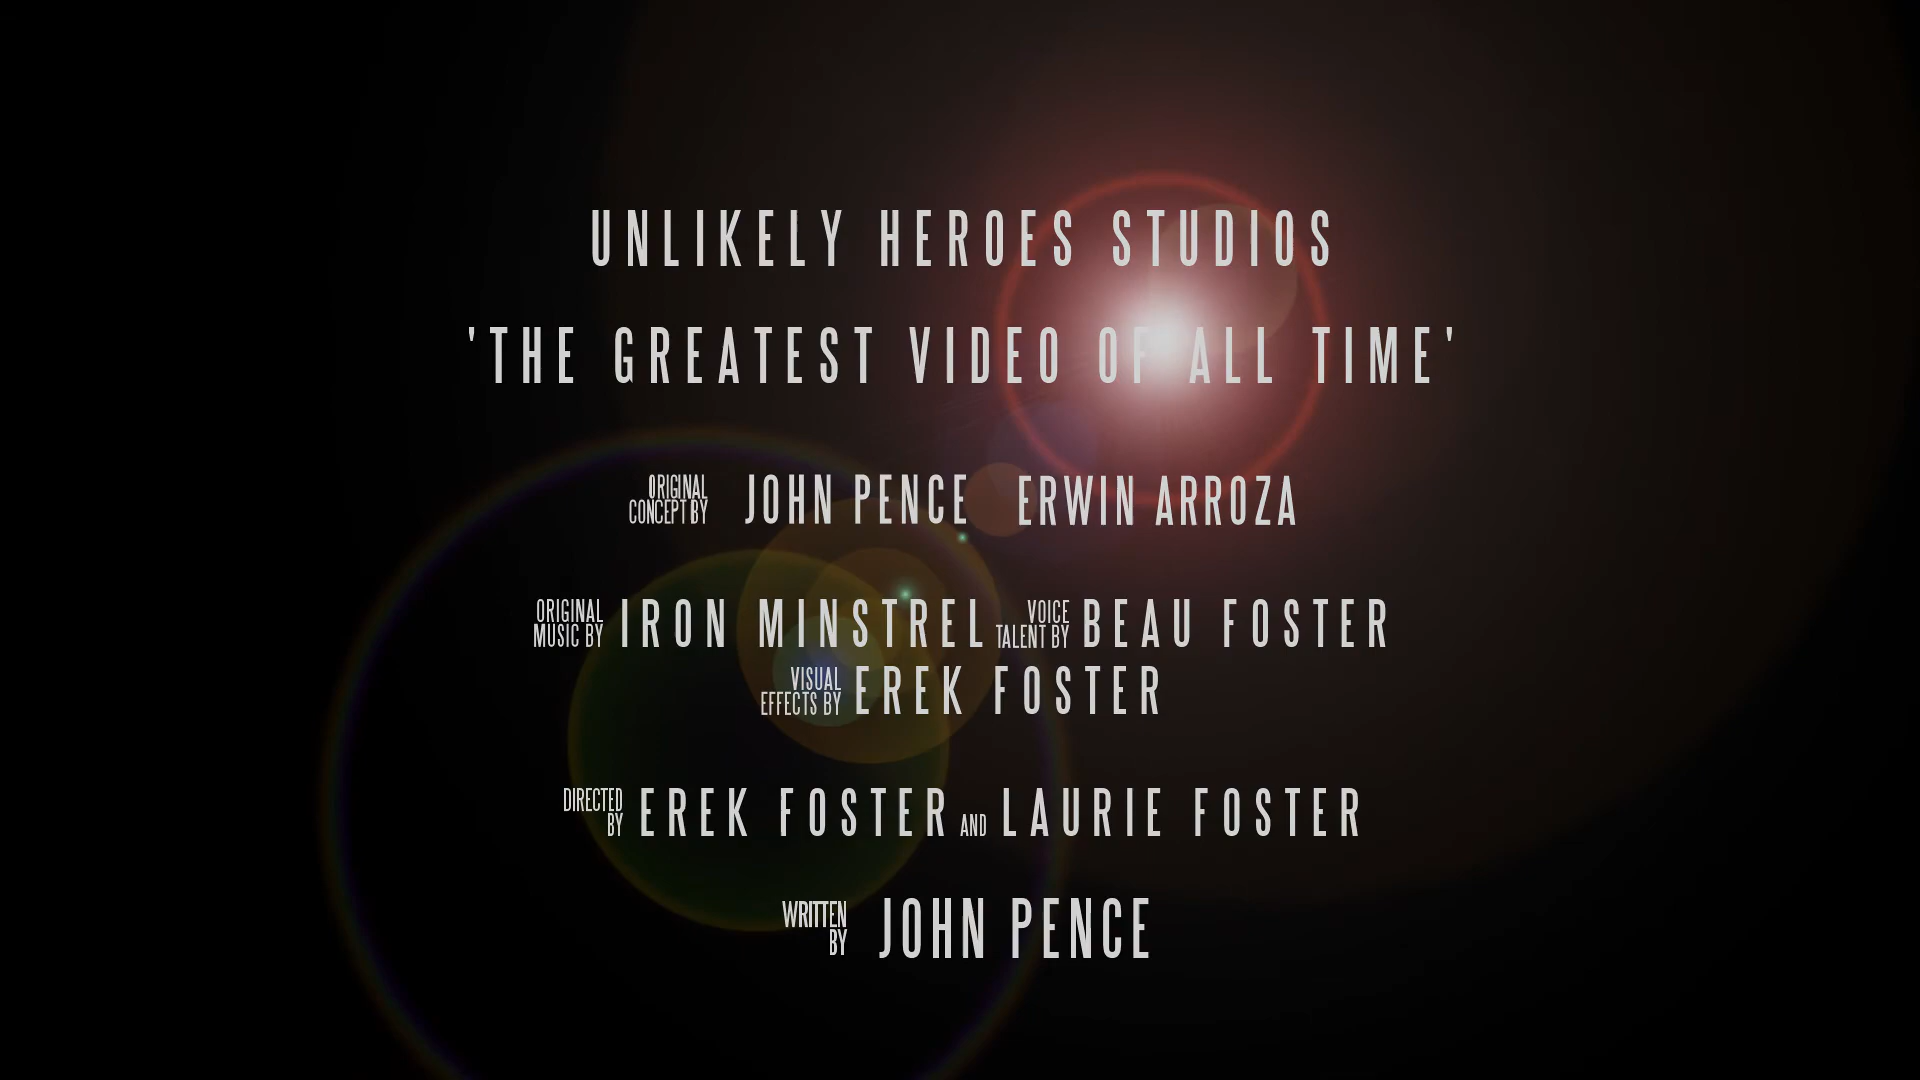 UNLIKELY HEROES STUDIOS
'THE GREATEST VIDEO OF ALL TIME'
ORIGINAL CONCEPT BY JOHN PENCE ERWIN ARROZA
ORIGINAL MUSIC BY IRON MINSTREL VOICE TALENT BY BEAU FOSTER
VISUAL EFFECTS BY EREK FOSTER
DIRECTED BY EREK FOSTER AND LAURIE FOSTER
WRITTEN BY JOHN PENCE